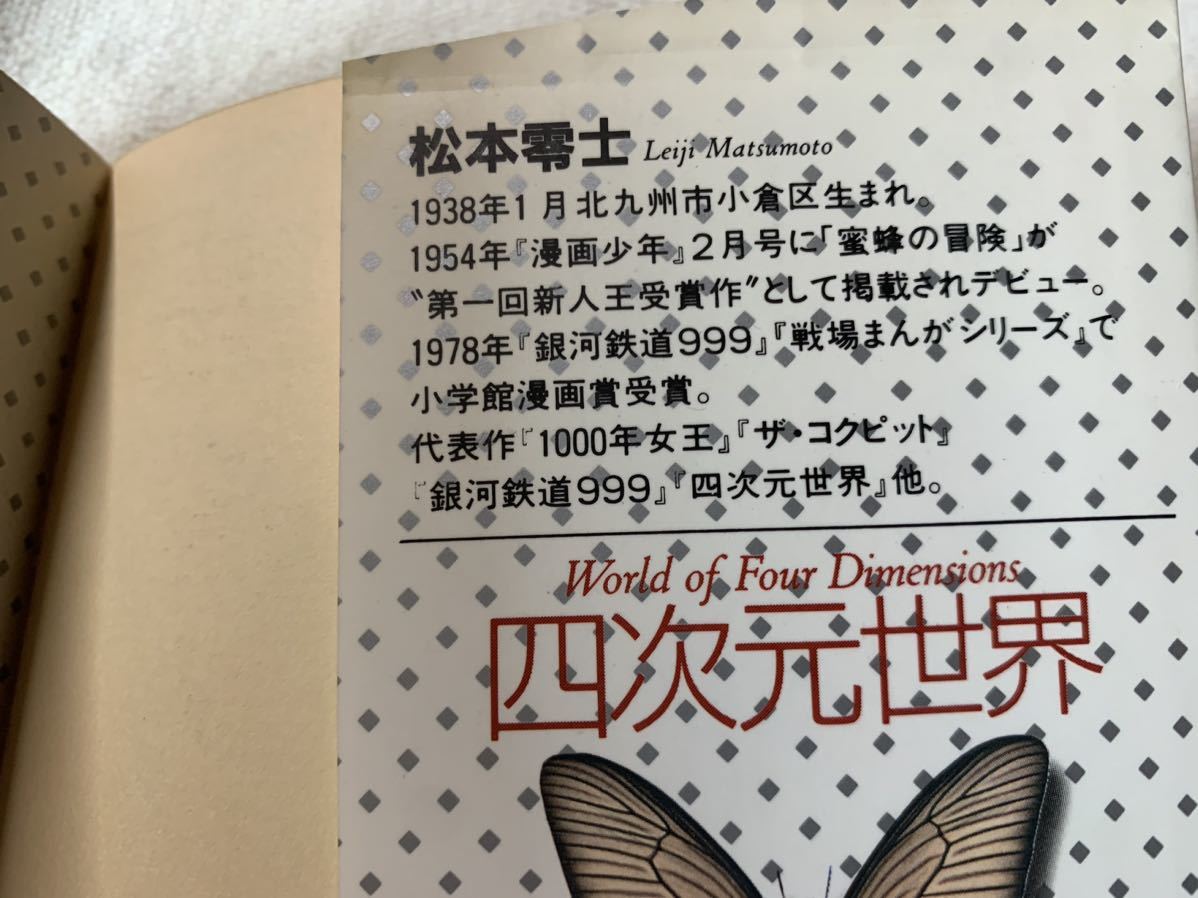 松本零士 Leiji Matsumoto
1938年1月北九州市小倉区生まれ。
1954年『漫画少年』2月号に「蜜蜂の冒険」が
〝第一回新人王受賞作〟として掲載されデビュー。
1978年『銀河鉄道999』『戦場まんがシリーズ』で
小学館漫画賞受賞。
代表作『1000年女王』『ザ・コクピット』
『銀河鉄道999』『四次元世界』他。
World of Four Dimensions
四次元世界